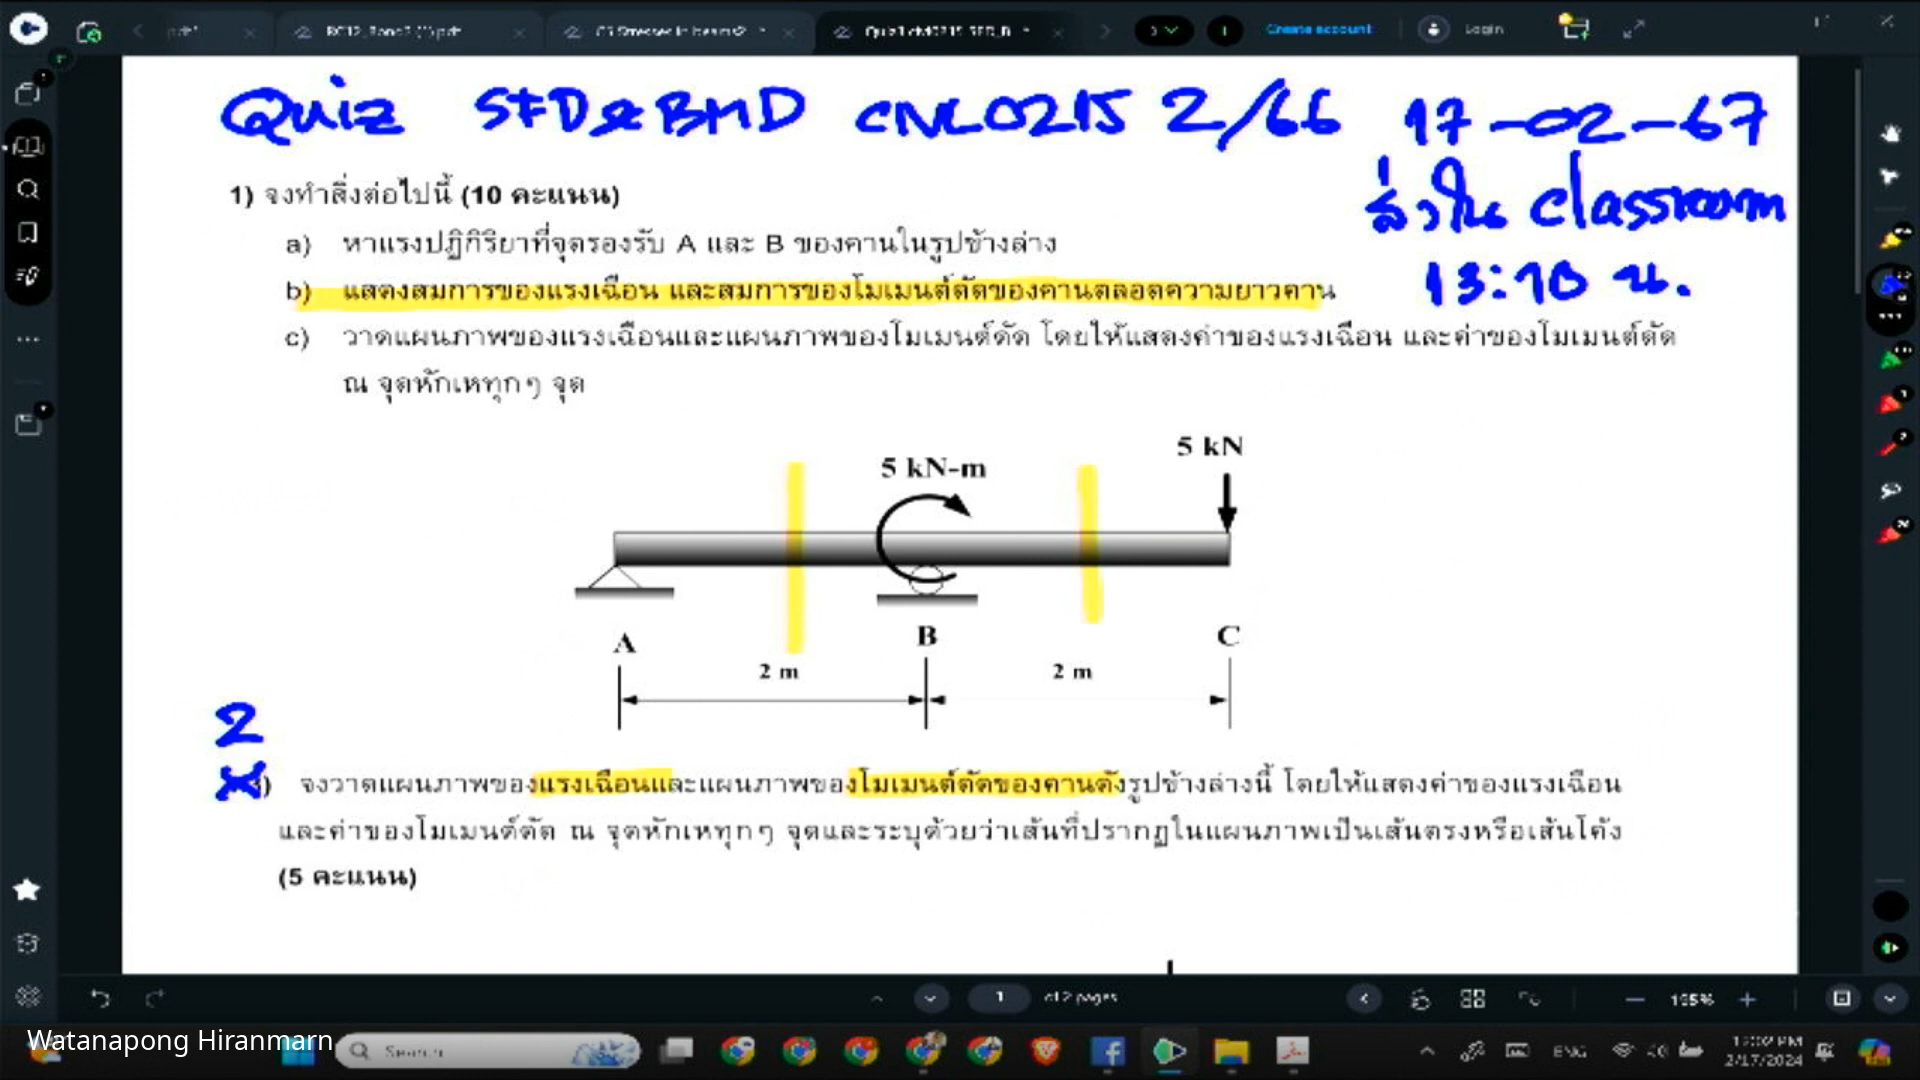 Create account
Login
Quiz SFD & BMD CVL0215 2/66 17-02-67
ส่งใน classroom
13:10 น.
1) จงทำสิ่งต่อไปนี้ (10 คะแนน)
a) หาแรงปฏิกิริยาที่จุดรองรับ A และ B ของคานในรูปข้างล่าง
b) แสดงสมการของแรงเฉือน และสมการของโมเมนต์ดัดของคานตลอดความยาวคาน
c) วาดแผนภาพของแรงเฉือนและแผนภาพของโมเมนต์ดัด โดยให้แสดงค่าของแรงเฉือน และค่าของโมเมนต์ดัด
ณ จุดหักเหทุกๆ จุด
5 kN
5 kN-m
A B C
2 m 2 m
2
) จงวาดแผนภาพของแรงเฉือนและแผนภาพของโมเมนต์ดัดของคานดังรูปข้างล่างนี้ โดยให้แสดงค่าของแรงเฉือน
และค่าของโมเมนต์ดัด ณ จุดหักเหทุกๆ จุดและระบุด้วยว่าเส้นที่ปรากฏในแผนภาพเป็นเส้นตรงหรือเส้นโค้ง
(5 คะแนน)
1 of 2 pages
195%
Watanapong Hiranmarn
Search
ENG
2/17/2024